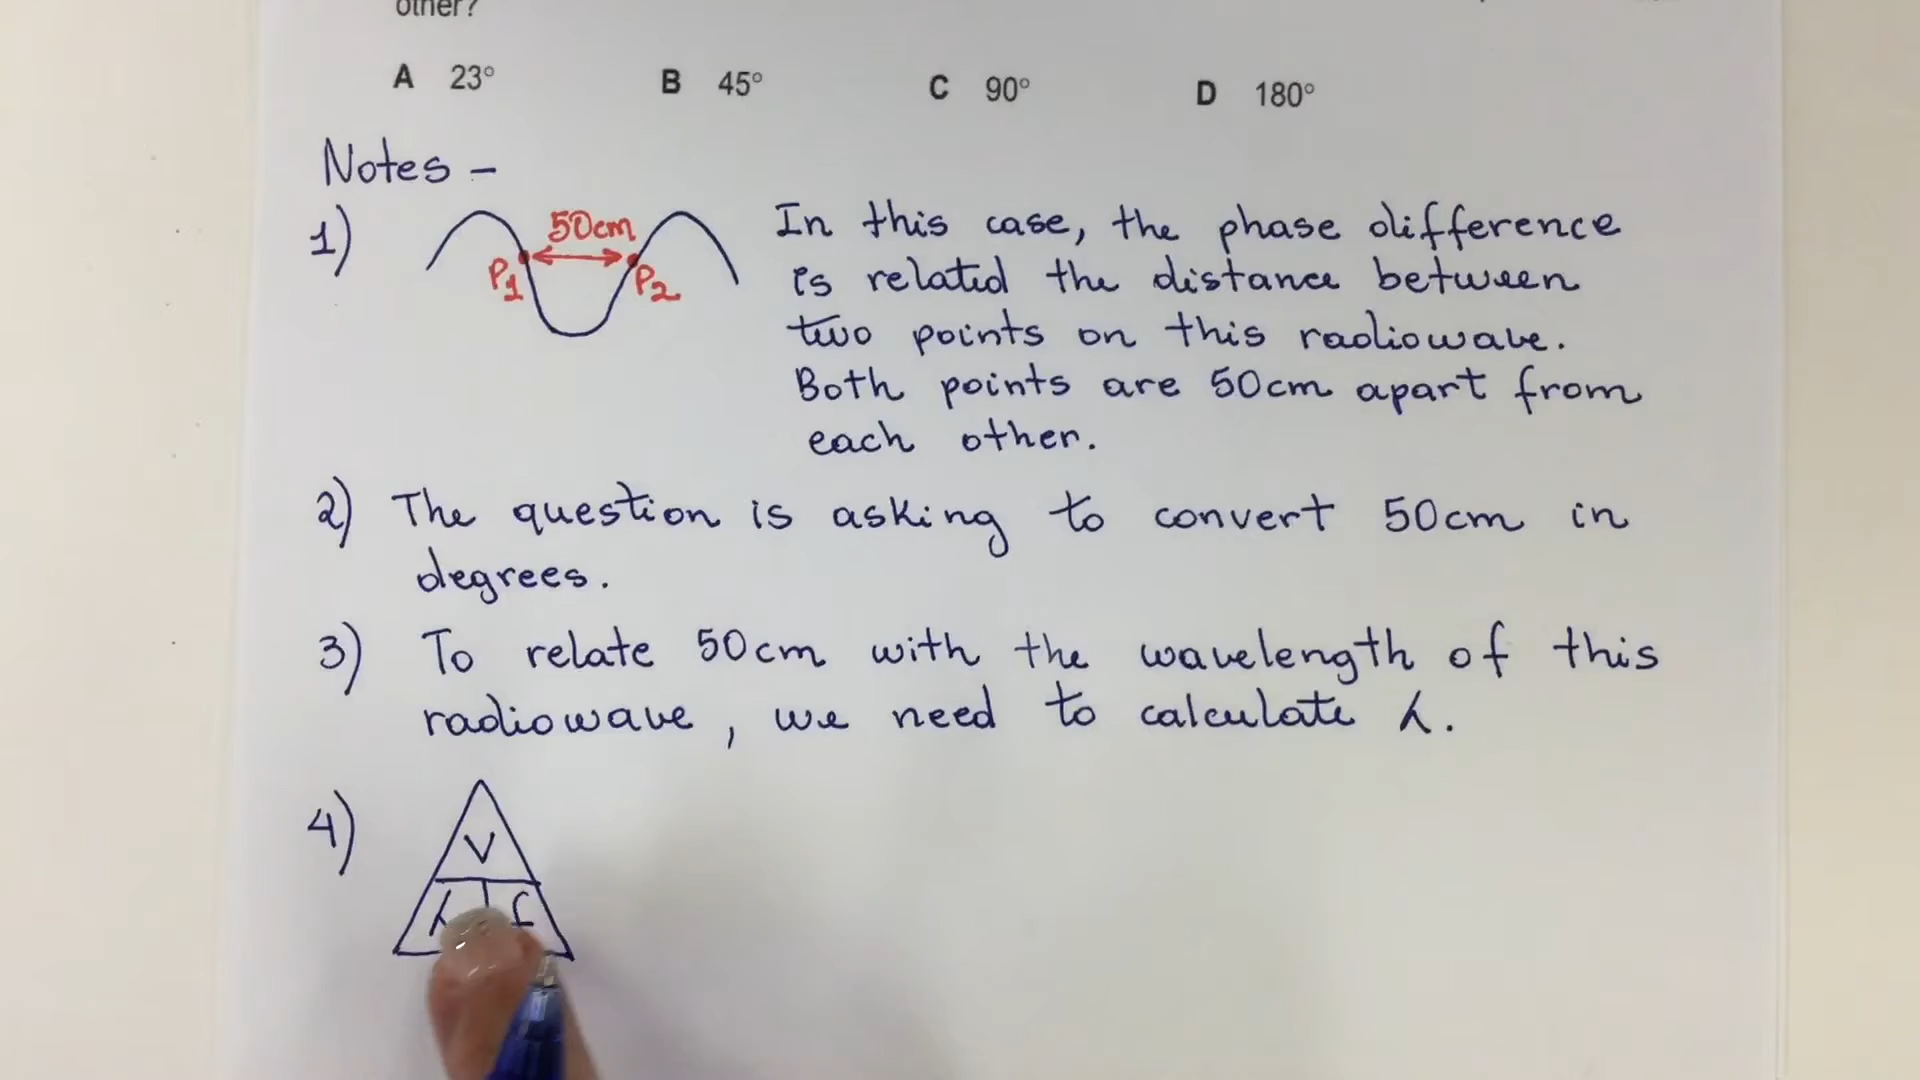 other?
A 23° B 45° C 90° D 180°
Notes -
1)
50cm
P1
P2
In this case, the phase difference
is related the distance between
two points on this radiowave.
Both points are 50cm apart from
each other.
2) The question is asking to convert 50cm in
degrees.
3) To relate 50cm with the wavelength of this
radiowave, we need to calculate λ.
4)
V
λ f